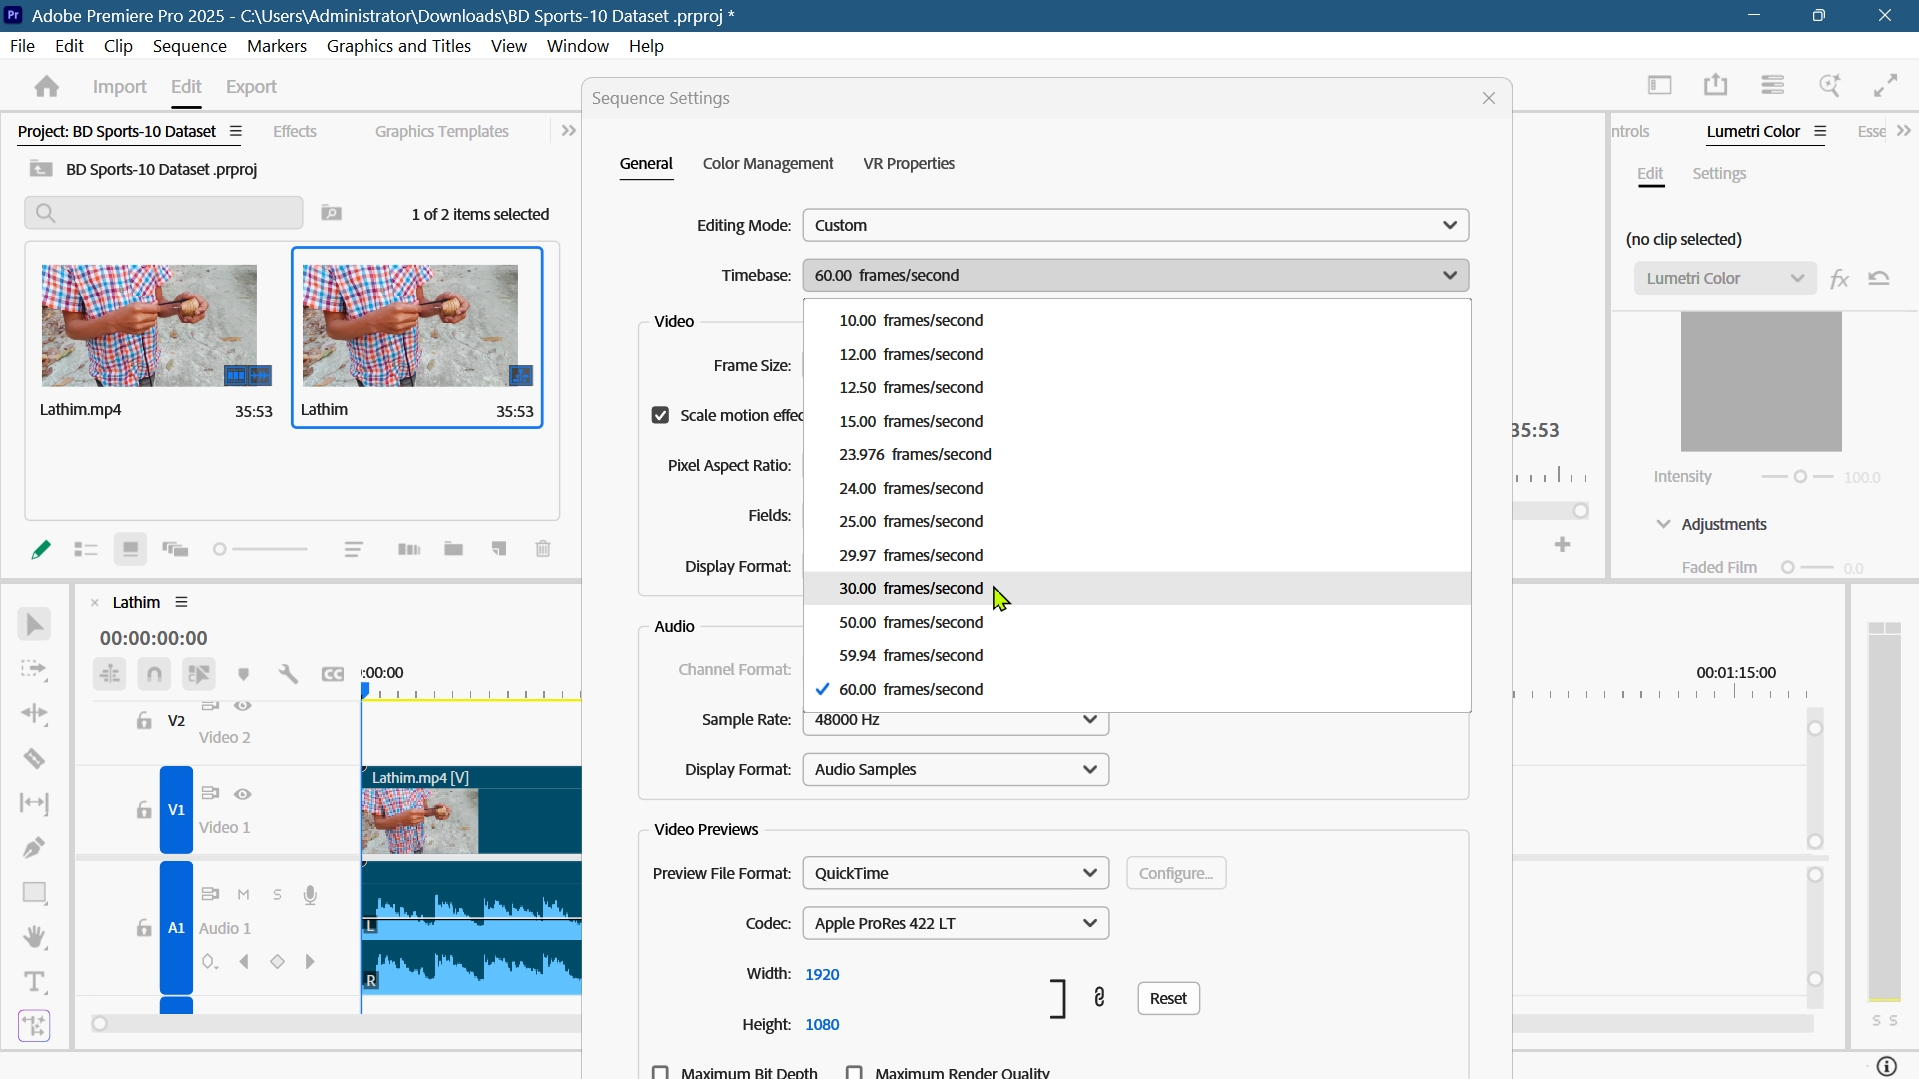 Pr Adobe Premiere Pro 2025 - C:\Users\Administrator\Downloads\BD Sports-10 Dataset .prproj *
File Edit Clip Sequence Markers Graphics and Titles View Window Help
Import Edit Export
Project: BD Sports-10 Dataset Effects Graphics Templates
BD Sports-10 Dataset .prproj
1 of 2 items selected
Lathim.mp4 35:53
Lathim 35:53
Sequence Settings
General Color Management VR Properties
Editing Mode: Custom
Timebase: 60.00 frames/second
10.00 frames/second
12.00 frames/second
12.50 frames/second
15.00 frames/second
23.976 frames/second
24.00 frames/second
25.00 frames/second
29.97 frames/second
30.00 frames/second
50.00 frames/second
59.94 frames/second
60.00 frames/second
Video
Frame Size:
Scale motion effec
Pixel Aspect Ratio:
Fields:
Display Format:
Audio
Channel Format:
Sample Rate: 48000 Hz
Display Format: Audio Samples
Video Previews
Preview File Format: QuickTime Configure...
Codec: Apple ProRes 422 LT
Width: 1920
Height: 1080
Reset
Maximum Bit Depth Maximum Render Quality
35:53
ntrols Lumetri Color Esse
Edit Settings
(no clip selected)
Lumetri Color fx
Intensity 100.0
Adjustments
Faded Film 0.0
Lathim
00:00:00:00
:00:00
00:01:15:00
V2 Video 2
V1 Video 1
Lathim.mp4 [V]
A1 M S
Audio 1
L
R
T
S S